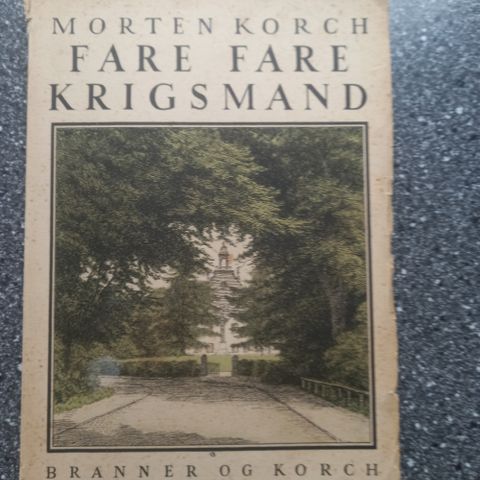 MORTEN KORCH
FARE FARE
KRIGSMAND
BRANNER OG KORCH